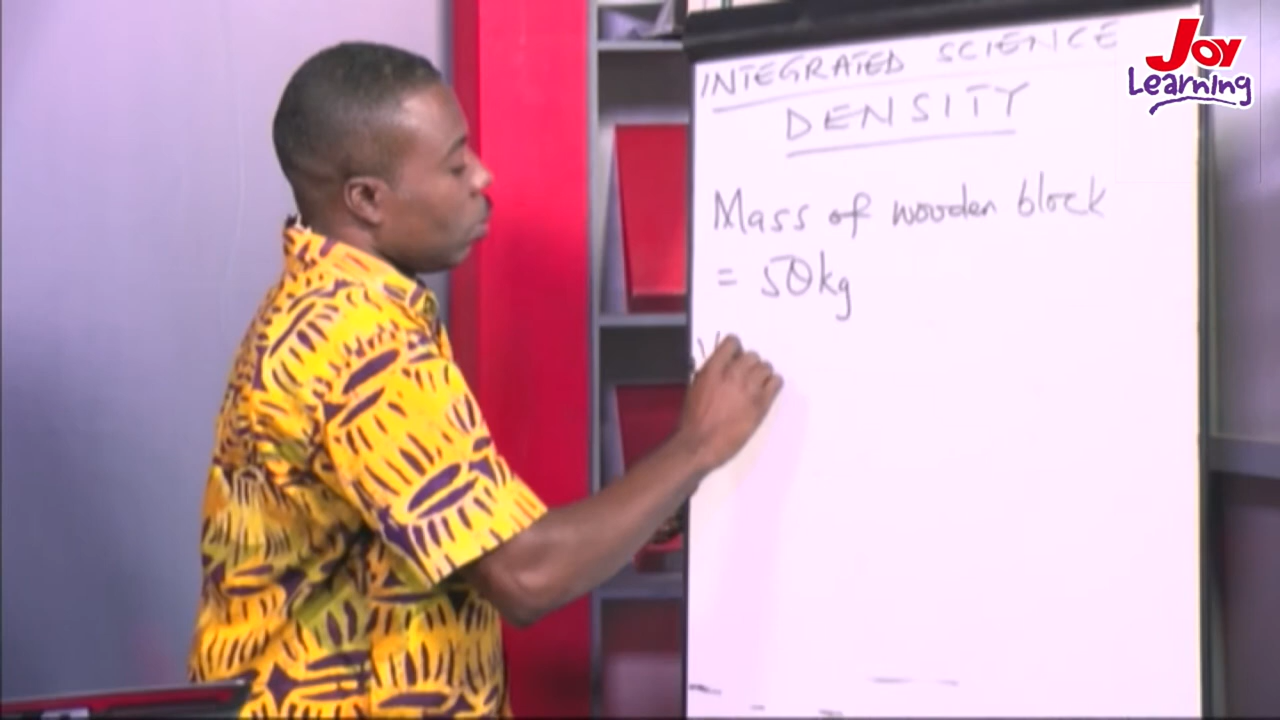 INTEGRATED SCIENCE
DENSITY
Mass of wooden block
= 50kg
V
Joy
Learning